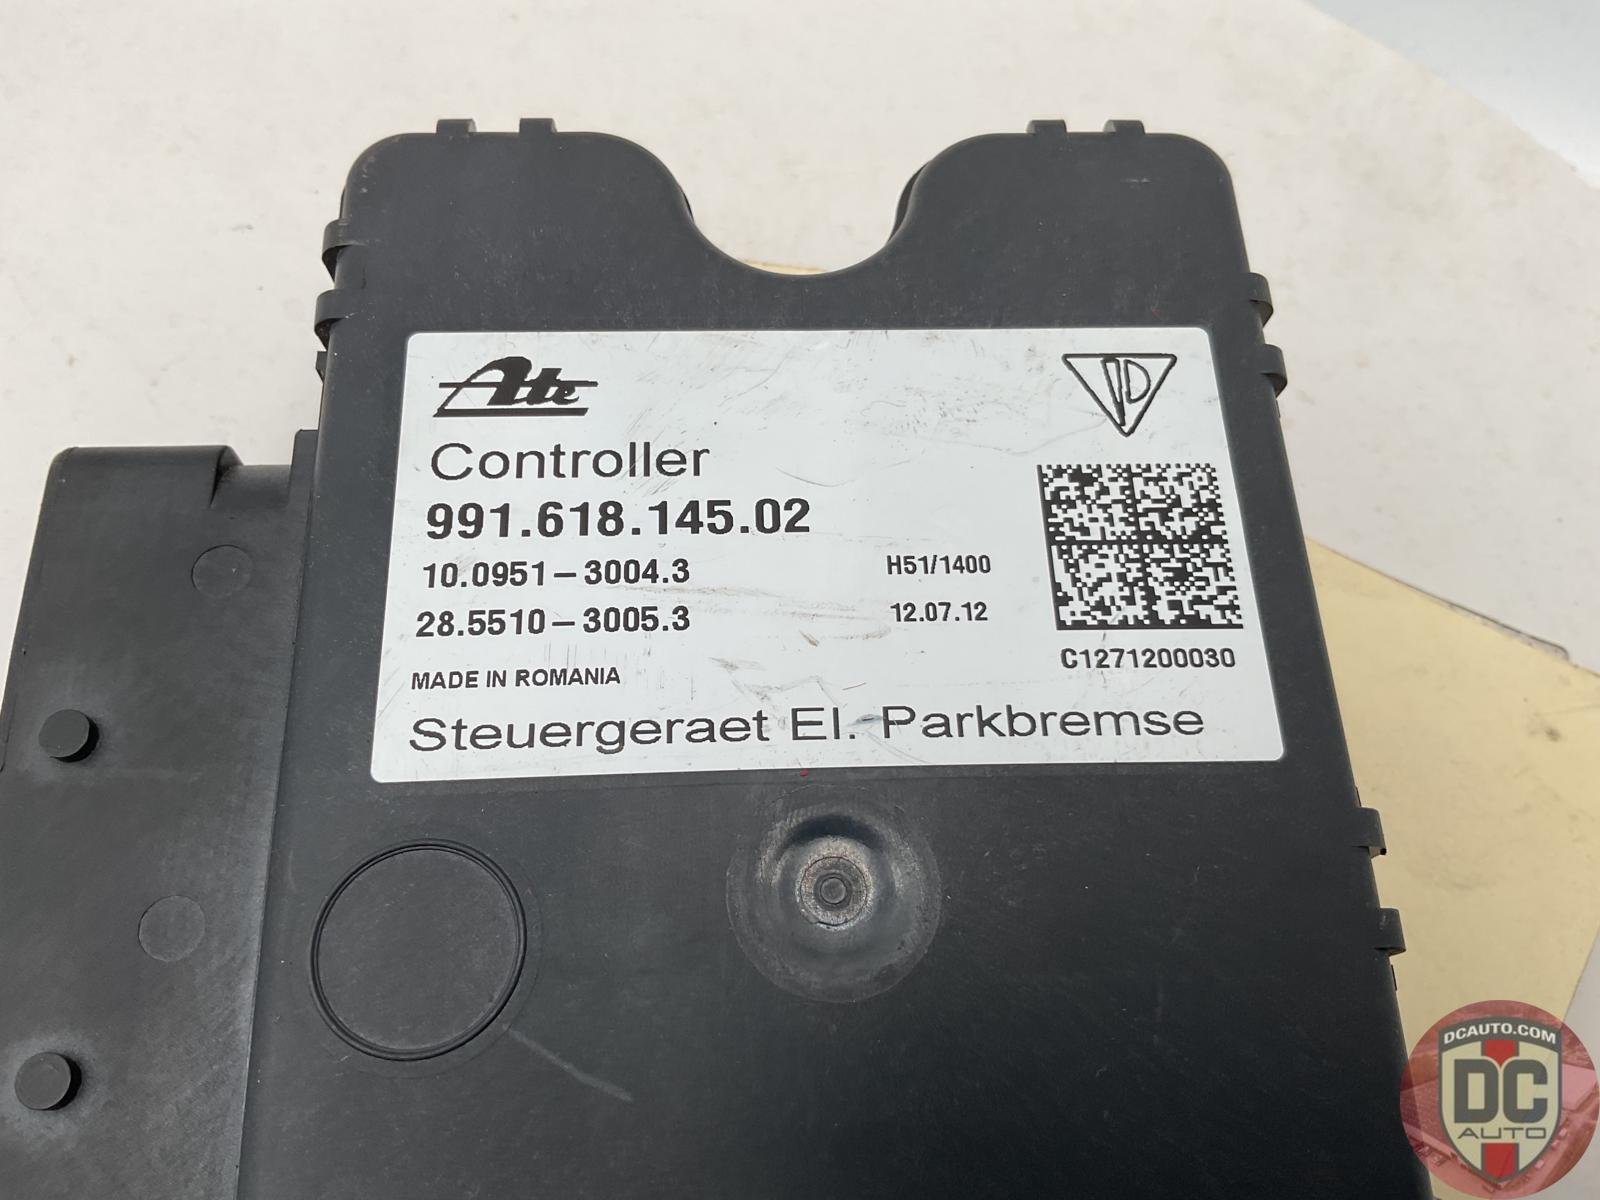 Ate
Controller
991.618.145.02
10.0951-3004.3
H51/1400
28.5510-3005.3
12.07.12
C1271200030
MADE IN ROMANIA
Steuergeraet El. Parkbremse
DCAUTO.COM
DC
AUTO